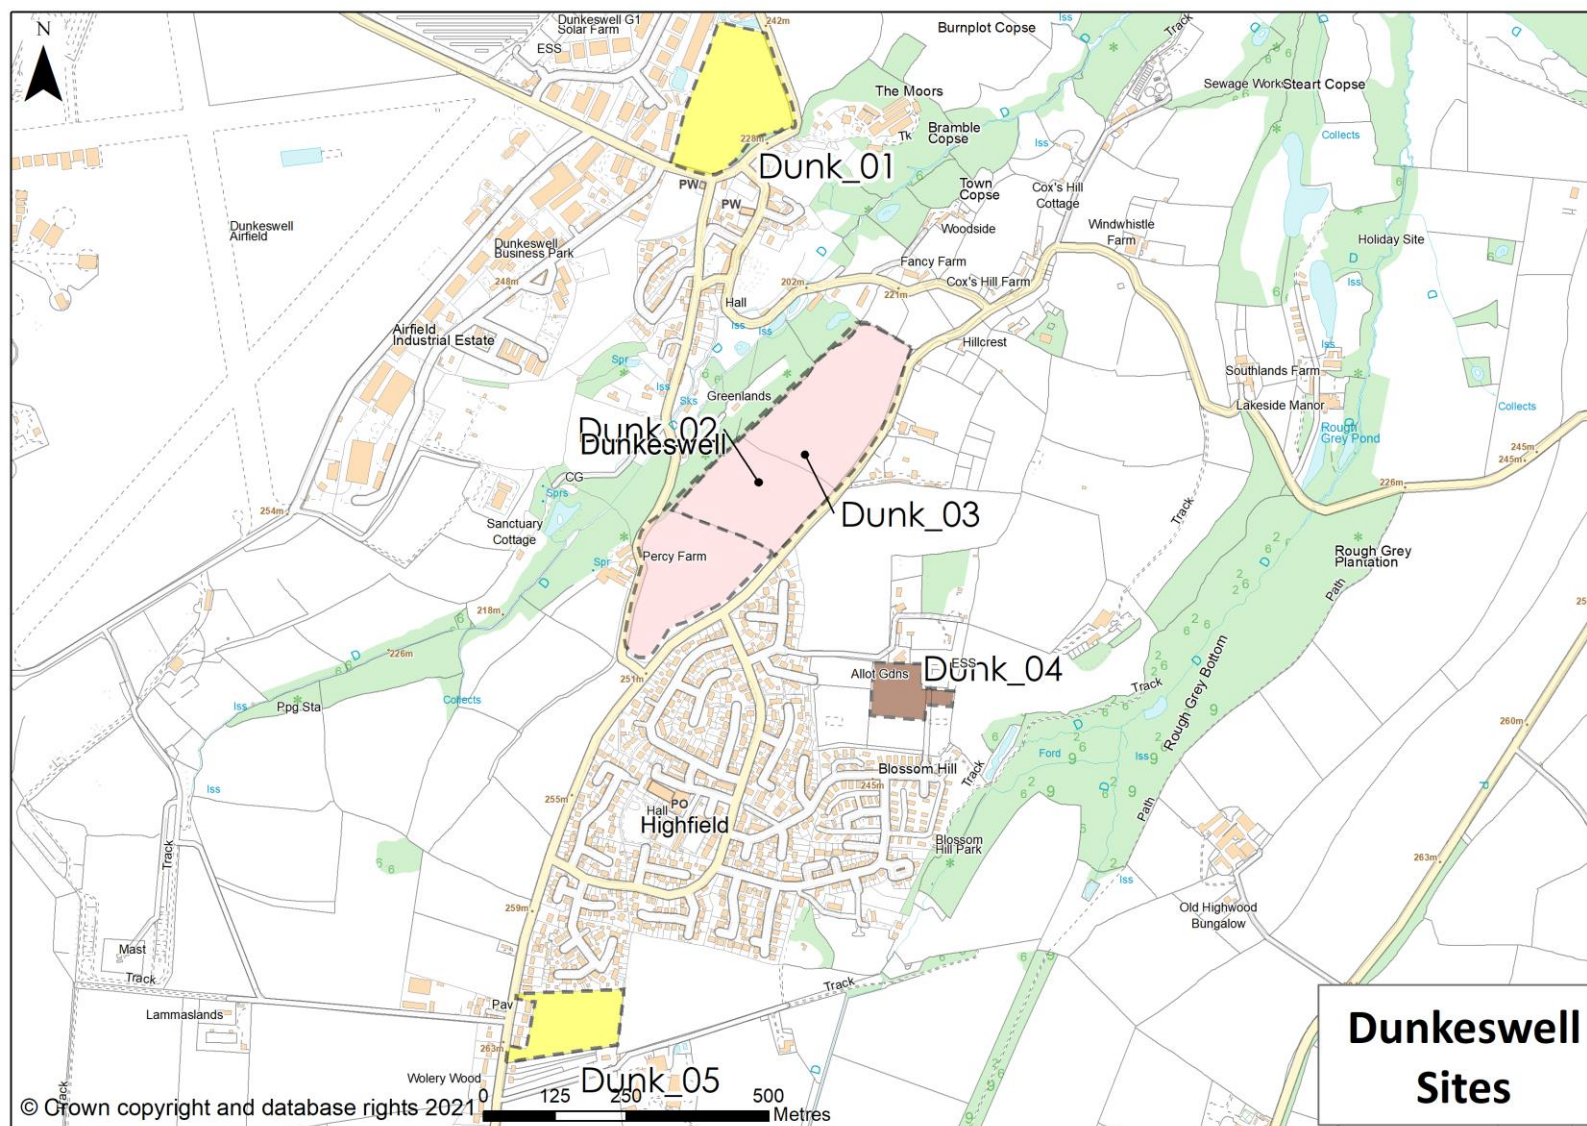 N
Dunkeswell G1
Solar Farm
ESS
242m
Iss
D
Burnplot Copse
Track
Sewage Works
Steart Copse
The Moors
Tk
Bramble
Copse
Collects
228m
Dunk_01
PW
PW
Town
Copse
Cox's Hill
Cottage
Iss
Woodside
Windwhistle
Farm
Holiday Site
Dunkeswell
Airfield
Dunkeswell
Business Park
248m
Fancy Farm
Cox's Hill Farm
202m
221m
Hall
Iss
Iss
Iss
Airfield
Industrial Estate
Hillcrest
Iss
Spr
Iss
Sks
Greenlands
Southlands Farm
Lakeside Manor
Collects
Rough
Grey Pond
Dunk_02
Dunkeswell
245m
245m
CG
Sprs
226m
254m
Dunk_03
Sanctuary
Cottage
Track
Percy Farm
Spr
Rough Grey
Plantation
Path
218m
226m
251m
Allot Gdns
ESS
Dunk_04
Track
Rough Grey Bottom
Iss
Ppg Sta
Collects
260m
Ford
Iss
Iss
Blossom Hill
245m
Track
255m
PO
Hall
Highfield
Path
Blossom
Hill Park
Iss
263m
Track
259m
Old Highwood
Bungalow
Mast
Track
Track
Pav
Lammaslands
263m
Wolery Wood
Dunk_05
Track
© Crown copyright and database rights 2021
0 125 250 500
Metres
Dunkeswell
Sites